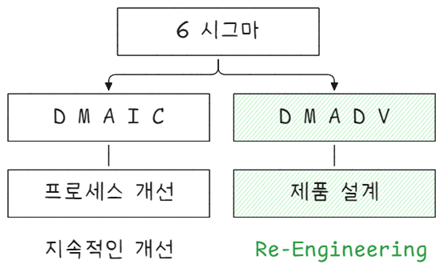 6 시그마
D M A I C
D M A D V
프로세스 개선
제품 설계
지속적인 개선
Re-Engineering